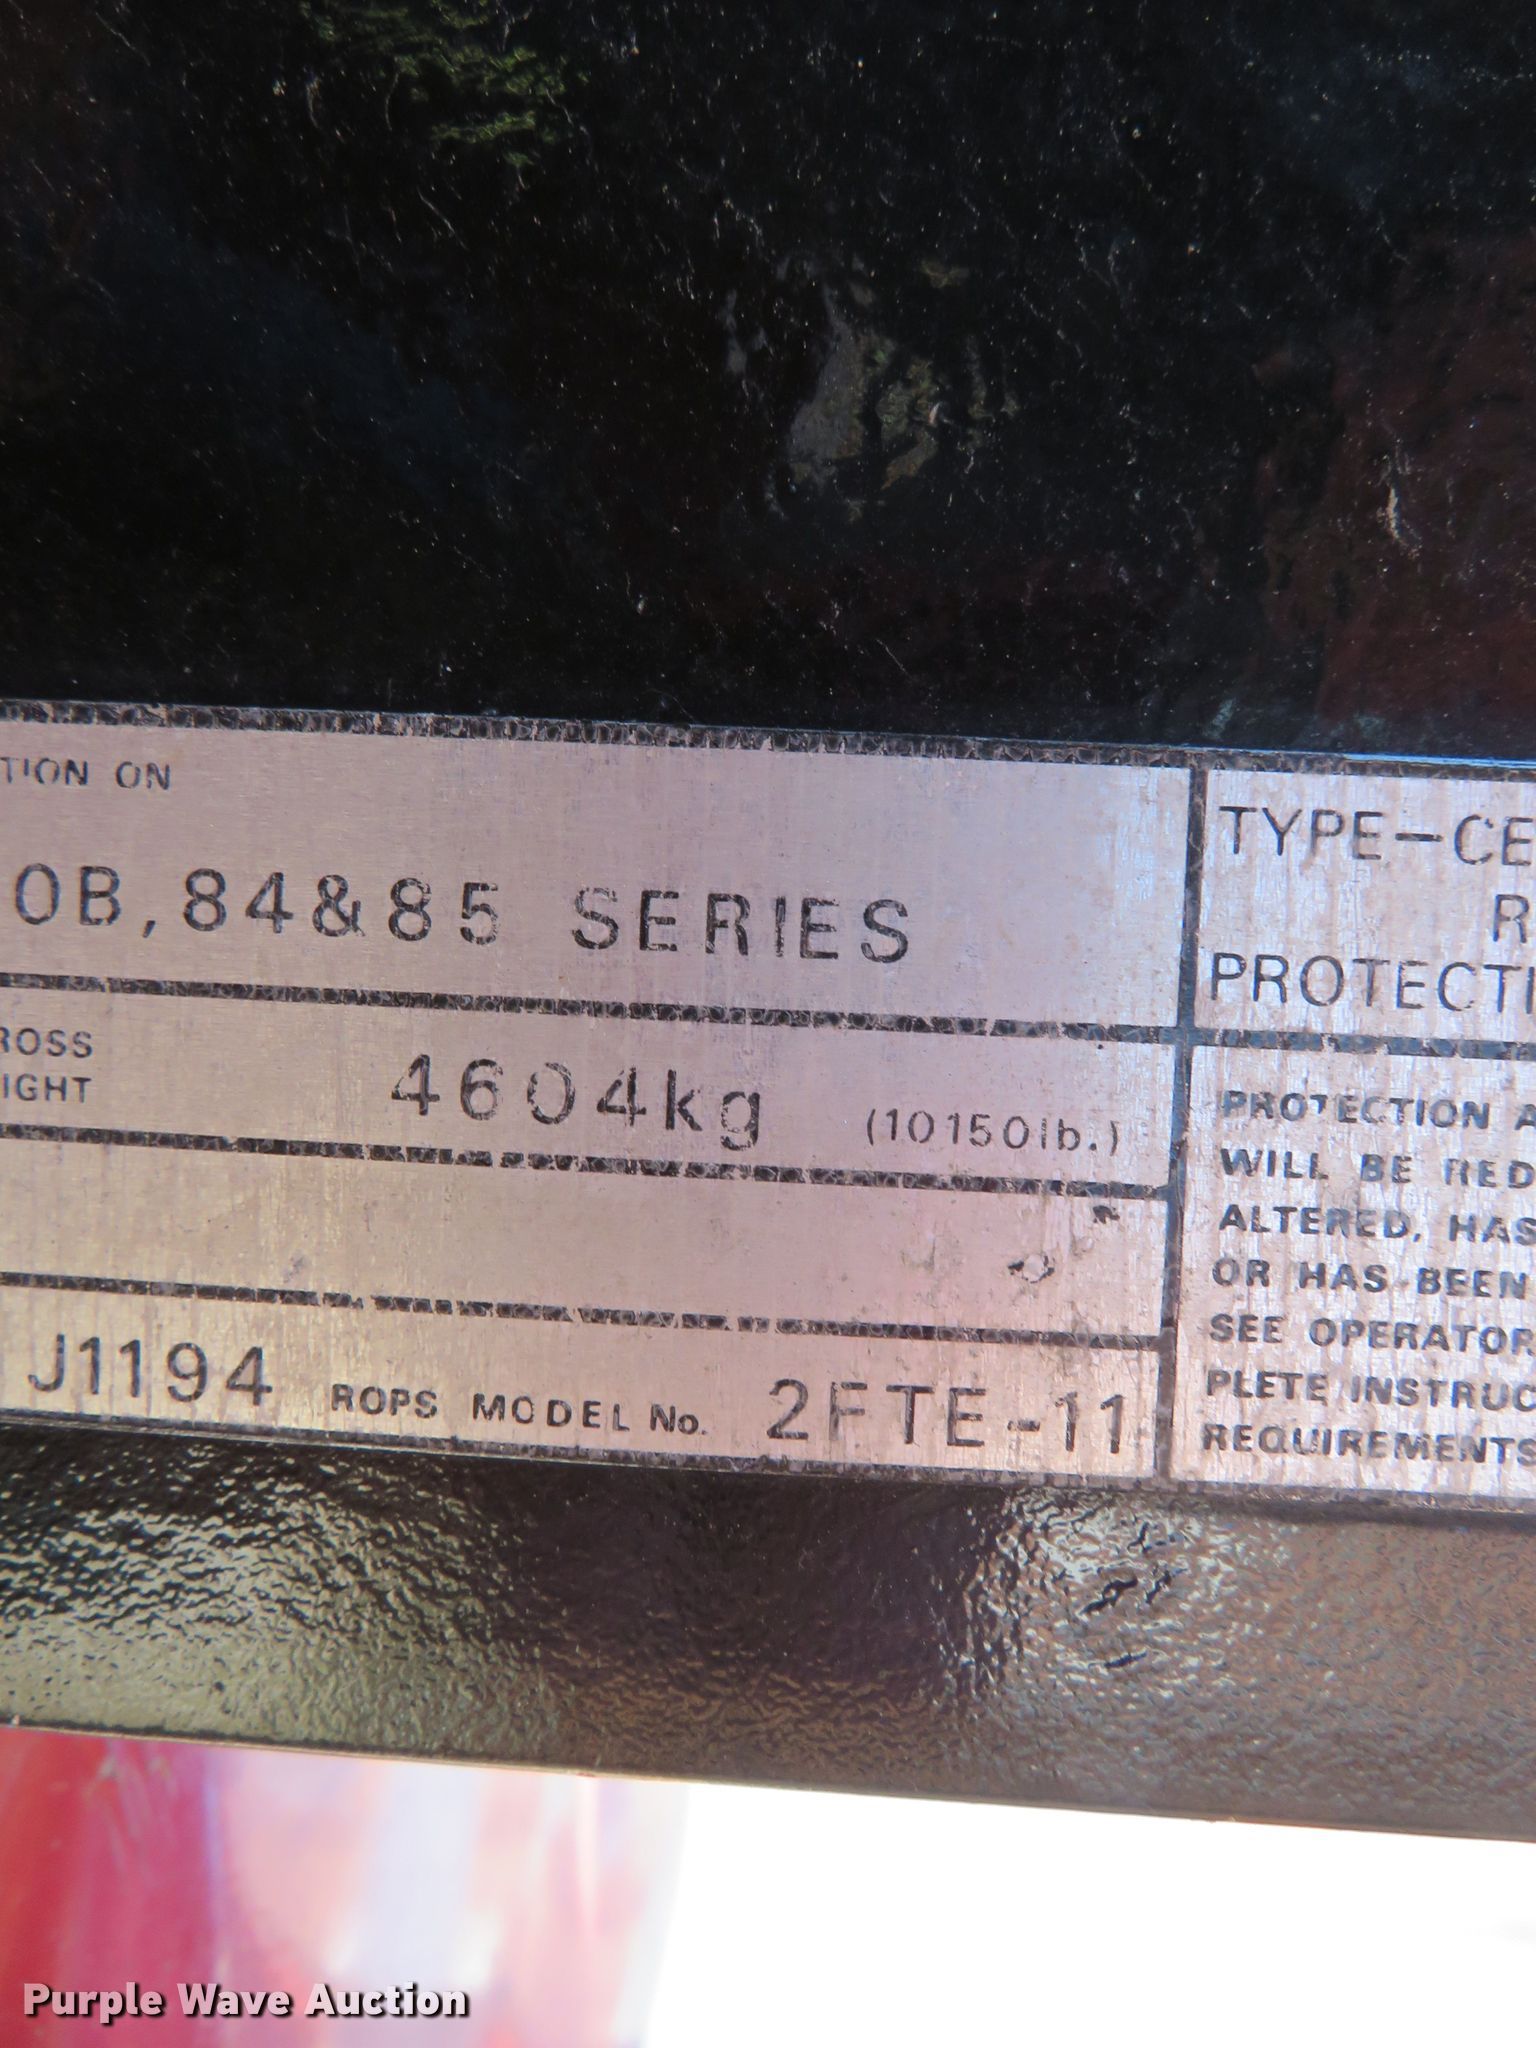 TION ON
0B, 84&85 SERIES
ROSS
IGHT
4604kg (10150lb.)
J1194 ROPS MODEL No. 2FTE-11
TYPE-CE
R
PROTECTI
PROTECTION A
WILL BE RED
ALTERED, HAS
OR HAS BEEN
SEE OPERATOR
PLETE INSTRUC
REQUIREMENTS
Purple Wave Auction